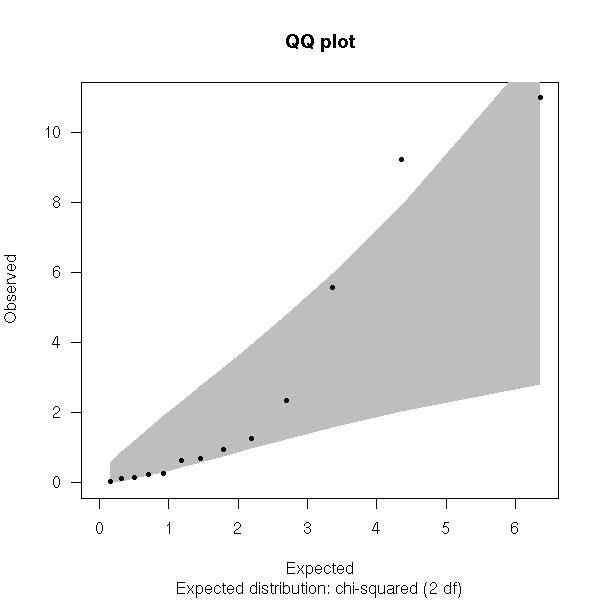 QQ plot
10
8
6
4
2
0
Observed
0 1 2 3 4 5 6
Expected
Expected distribution: chi-squared (2 df)